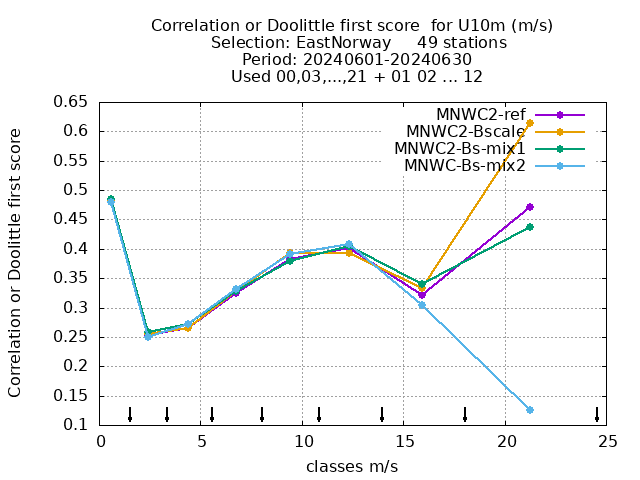 Correlation or Doolittle first score  for U10m (m/s)
Selection: EastNorway     49 stations
Period: 20240601-20240630
Used 00,03,...,21 + 01 02 ... 12
MNWC2-ref
MNWC2-Bscale
MNWC2-Bs-mix1
MNWC-Bs-mix2
Correlation or Doolittle first score
0.65
0.6
0.55
0.5
0.45
0.4
0.35
0.3
0.25
0.2
0.15
0.1
0 5 10 15 20 25
classes m/s